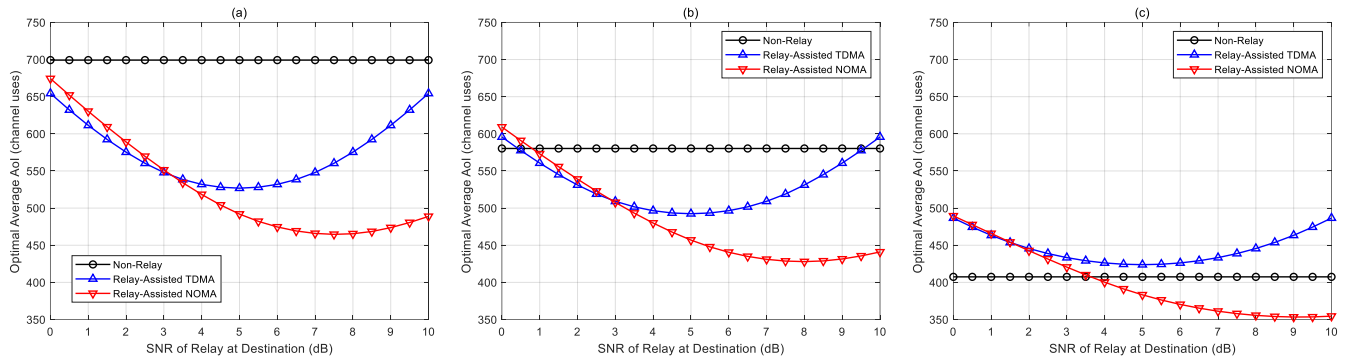 (a)
750
700
650
600
550
500
450
400
350
Optimal Average AoI (channel uses)
Non-Relay
Relay-Assisted TDMA
Relay-Assisted NOMA
0 1 2 3 4 5 6 7 8 9 10
SNR of Relay at Destination (dB)
(b)
750
700
650
600
550
500
450
400
350
Optimal Average AoI (channel uses)
Non-Relay
Relay-Assisted TDMA
Relay-Assisted NOMA
0 1 2 3 4 5 6 7 8 9 10
SNR of Relay at Destination (dB)
(c)
750
700
650
600
550
500
450
400
350
Optimal Average AoI (channel uses)
Non-Relay
Relay-Assisted TDMA
Relay-Assisted NOMA
0 1 2 3 4 5 6 7 8 9 10
SNR of Relay at Destination (dB)